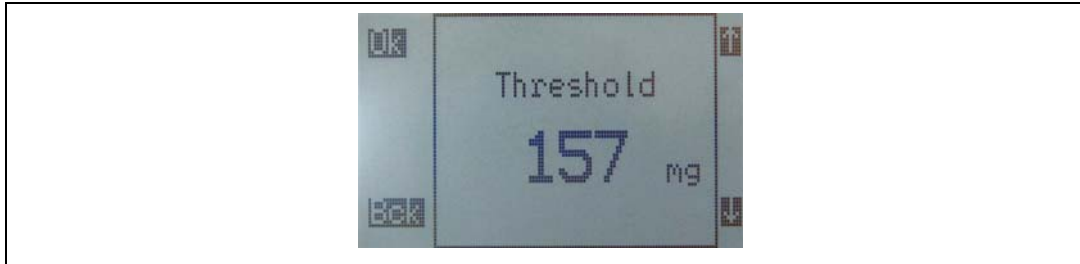 Ok
↑
Threshold
157 mg
Bck
↓